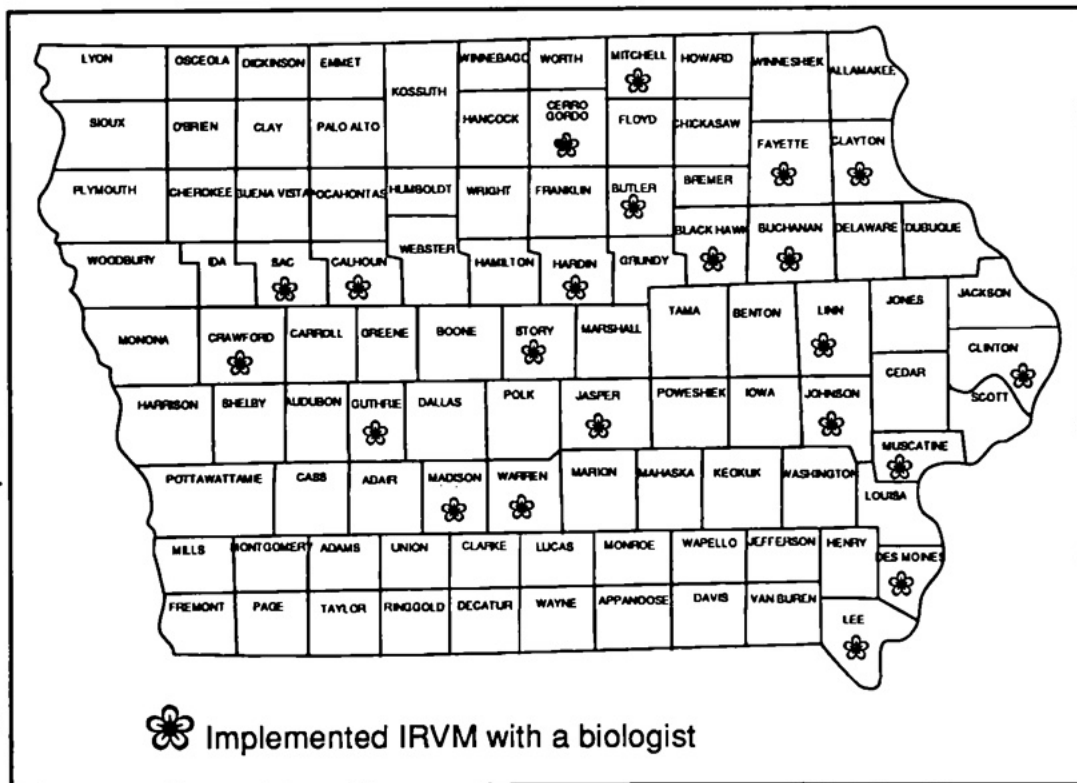 LYON OSCEOLA DICKINSON EMMET WINNEBAGO WORTH MITCHELL HOWARD WINNESHIEK ALLAMAKEE
KOSSUTH
SIOUX O'BRIEN CLAY PALO ALTO HANCOCK CERRO GORDO FLOYD CHICKASAW FAYETTE CLAYTON
PLYMOUTH CHEROKEE BUENA VISTA POCAHONTAS HUMBOLDT WRIGHT FRANKLIN BUTLER BREMER
WOODBURY IDA SAC CALHOUN WEBSTER HAMILTON HARDIN GRUNDY BLACK HAWK BUCHANAN DELAWARE DUBUQUE
MONONA CRAWFORD CARROLL GREENE BOONE STORY MARSHALL TAMA BENTON LINN JONES JACKSON
CLINTON
HARRISON SHELBY AUDUBON GUTHRIE DALLAS POLK JASPER POWESHIEK IOWA JOHNSON CEDAR SCOTT
MUSCATINE
POTTAWATTAMIE CASS ADAIR MADISON WARREN MARION MAHASKA KEOKUK WASHINGTON LOUISA
MILLS MONTGOMERY ADAMS UNION CLARKE LUCAS MONROE WAPELLO JEFFERSON HENRY DES MOINES
FREMONT PAGE TAYLOR RINGGOLD DECATUR WAYNE APPANOOSE DAVIS VAN BUREN LEE
Implemented IRVM with a biologist